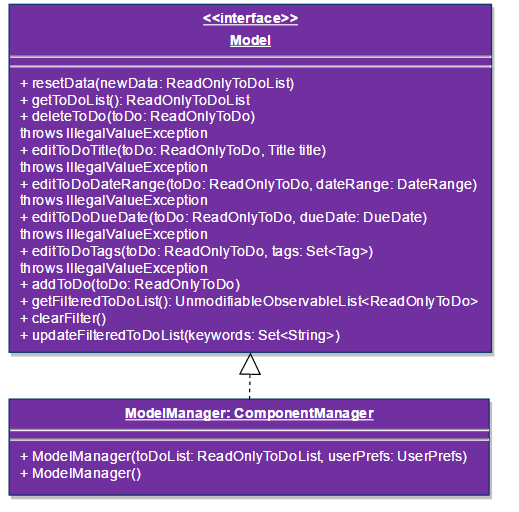 <<interface>>
Model
+ resetData(newData: ReadOnlyToDoList)
+ getToDoList(): ReadOnlyToDoList
+ deleteToDo(toDo: ReadOnlyToDo)
throws IllegalValueException
+ editToDoTitle(toDo: ReadOnlyToDo, Title title)
throws IllegalValueException
+ editToDoDateRange(toDo: ReadOnlyToDo, dateRange: DateRange)
throws IllegalValueException
+ editToDoDueDate(toDo: ReadOnlyToDo, dueDate: DueDate)
throws IllegalValueException
+ editToDoTags(toDo: ReadOnlyToDo, tags: Set<Tag>)
throws IllegalValueException
+ addToDo(toDo: ReadOnlyToDo)
+ getFilteredToDoList(): UnmodifiableObservableList<ReadOnlyToDo>
+ clearFilter()
+ updateFilteredToDoList(keywords: Set<String>)
ModelManager: ComponentManager
+ ModelManager(toDoList: ReadOnlyToDoList, userPrefs: UserPrefs)
+ ModelManager()